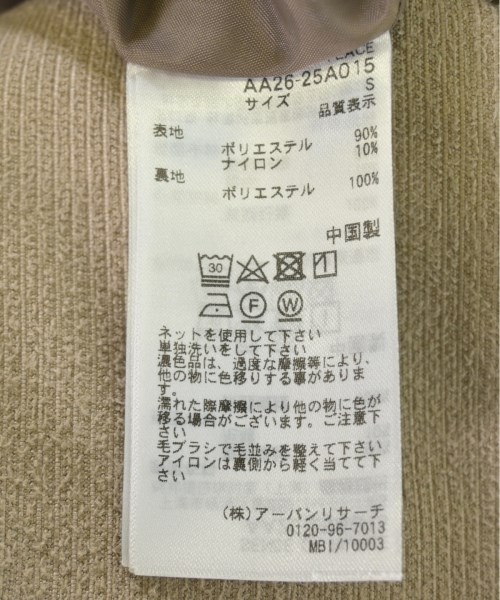 PLACE
AA26-25A015
S
サイズ
品質表示
表地
ポリエステル 90%
ナイロン 10%
裏地
ポリエステル 100%
中国製
30
F W
ネットを使用して下さい
単独洗いをして下さい
濃色品は、過度な摩擦等により、
他の物に色移りする事がありま
す。
濡れた際摩擦により他の物に色が
移る場合がございます。ご注意下
さい
毛ブラシで毛並みを整えて下さい
アイロンは裏側から軽く当てて下
さい
(株)アーバンリサーチ
0120-96-7013
MBI/10003